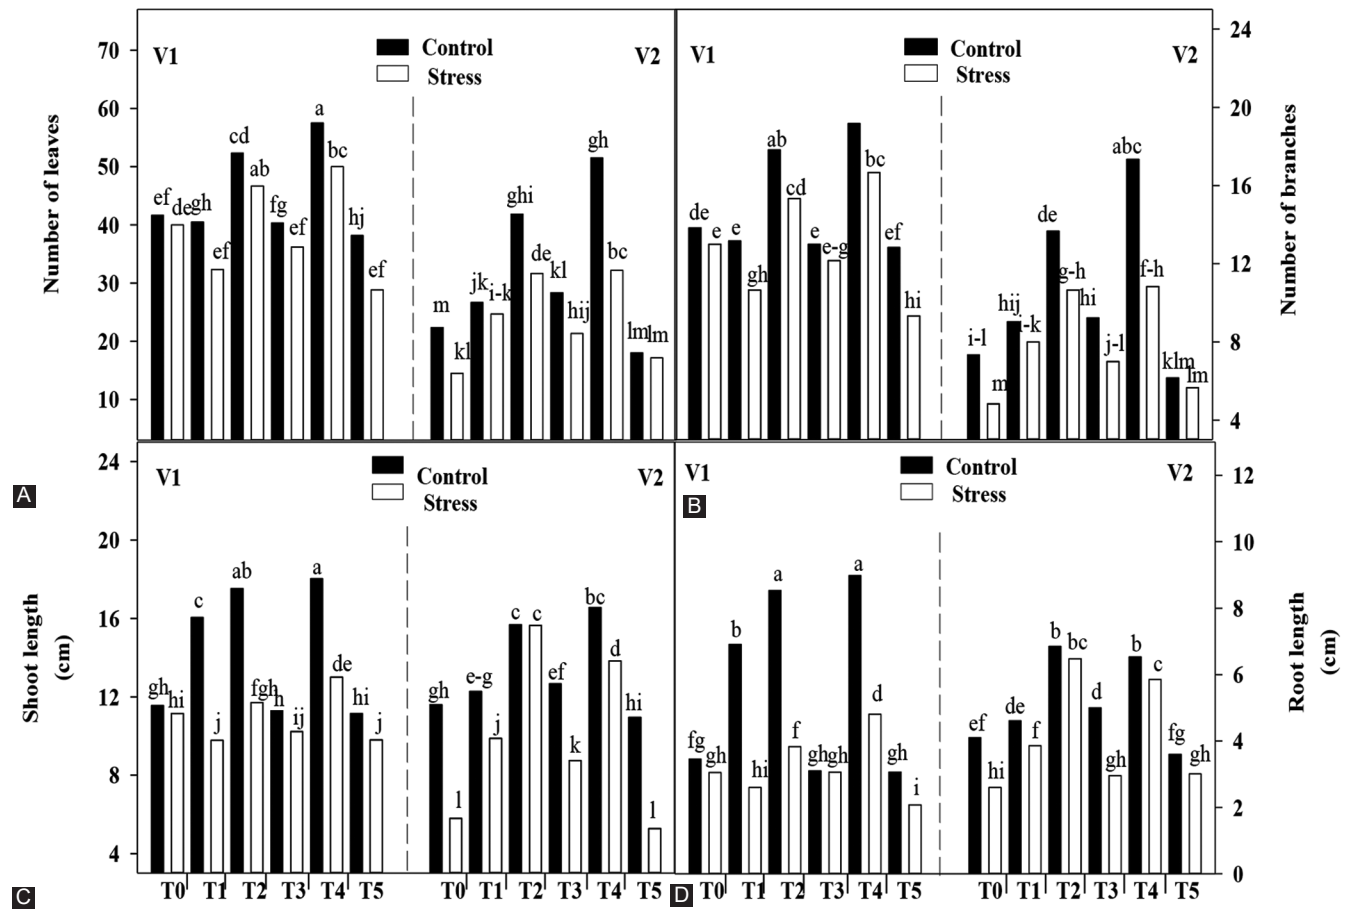 V1
Control
Stress
V2
Number of leaves
70
60
50
40
30
20
10
ef de gh ef cd ab fg ef a bc hj ef
m kl jk i-k ghi de kl hij gh bc lm lm
A
V1
Control
Stress
V2
Number of branches
24
20
16
12
8
4
de e e gh ab cd e e-g bc ef hi
i-l m hij i-k de g-h hi j-l abc f-h klm lm
B
V1
Control
Stress
V2
Shoot length
(cm)
24
20
16
12
8
4
gh hi c j ab fgh h ij a de hi j
gh l e-g j c c ef k bc d hi l
T0 T1 T2 T3 T4 T5
T0 T1 T2 T3 T4 T5
C
V1
Control
Stress
V2
Root length
(cm)
12
10
8
6
4
2
0
fg gh b hi a f gh gh a d gh i
ef hi de f b bc d gh b c fg gh
T0 T1 T2 T3 T4 T5
T0 T1 T2 T3 T4 T5
D